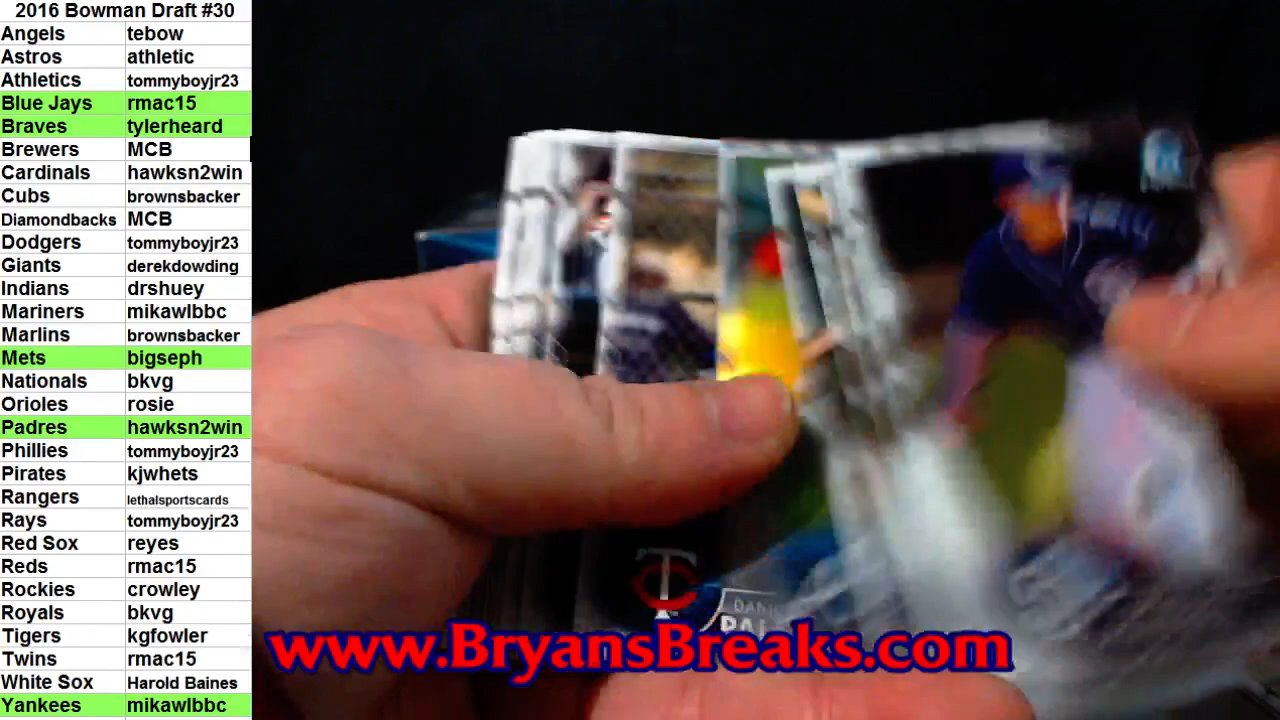 2016 Bowman Draft #30
Angels tebow
Astros athletic
Athletics tommyboyjr23
Blue Jays rmac15
Braves tylerheard
Brewers MCB
Cardinals hawksn2win
Cubs brownsbacker
Diamondbacks MCB
Dodgers tommyboyjr23
Giants derekdowding
Indians drshuey
Mariners mikawlbbc
Marlins brownsbacker
Mets bigseph
Nationals bkvg
Orioles rosie
Padres hawksn2win
Phillies tommyboyjr23
Pirates kjwhets
Rangers lethalsportscards
Rays tommyboyjr23
Red Sox reyes
Reds rmac15
Rockies crowley
Royals bkvg
Tigers kgfowler
Twins rmac15
White Sox Harold Baines
Yankees mikawlbbc
T
www.BryansBreaks.com